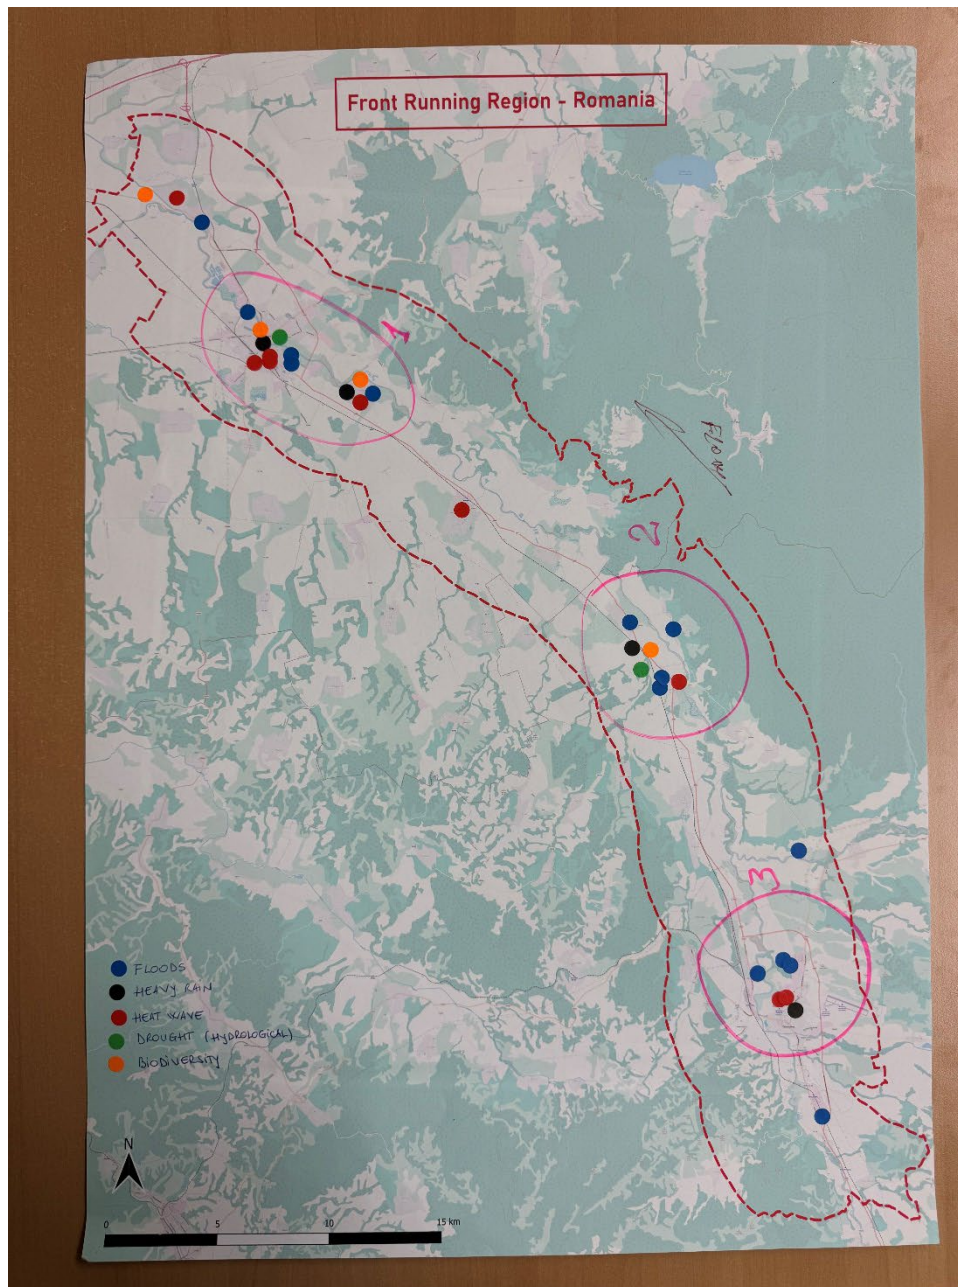 Front Running Region - Romania
1
Flow
2
3
FLOODS
HEAVY RAIN
HEAT WAVE
DROUGHT (HYDROLOGICAL)
BIODIVERSITY
N
0 5 10 15 km